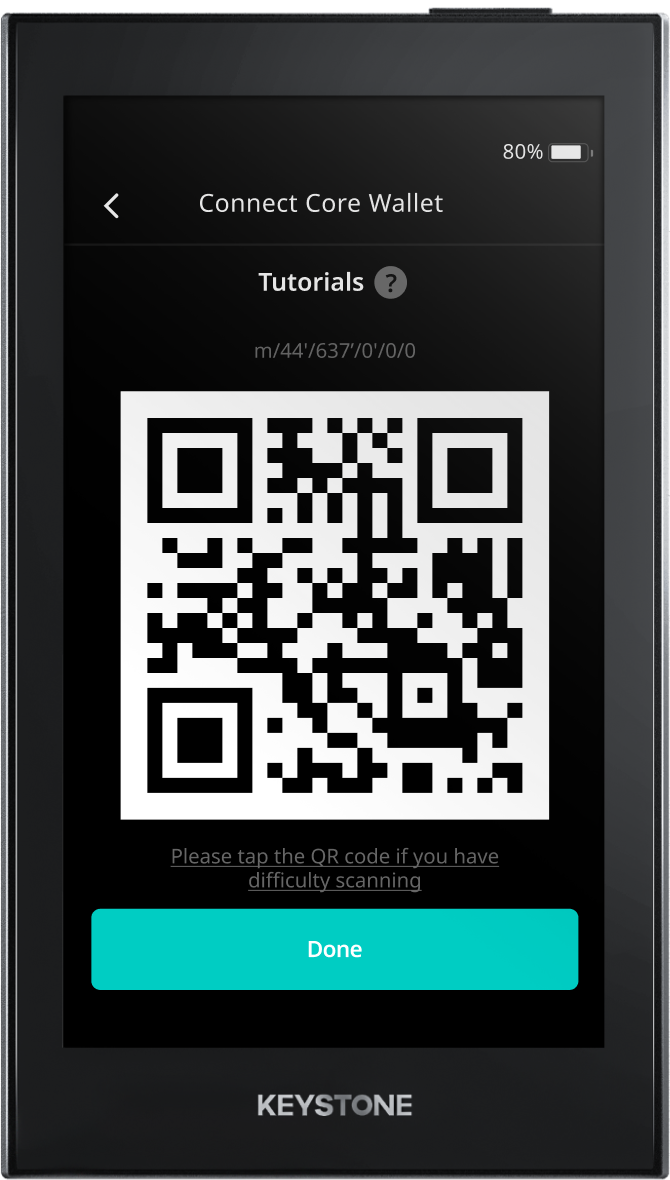 80%
Connect Core Wallet
Tutorials ?
m/44'/637’/0'/0/0
Please tap the QR code if you have
difficulty scanning
Done
KEYSTONE